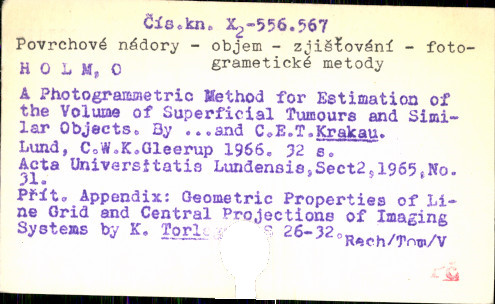 Čís.kn. X2-556.567
Povrchové nádory - objem - zjišťování - foto-
grametické metody
H O L M, O
A Photogrammetric Method for Estimation of
the Volume of Superficial Tumours and Simi-
lar Objects. By ...and C.E.T.Krakau.
Lund, C.W.K.Gleerup 1966. 32 s.
Acta Universitatis Lundensis,Sect2,1965,No.
31.
Přít. Appendix: Geometric Properties of Li-
ne Grid and Central Projections of Imaging
Systems by K. 26-32.
Rech/Tom/V